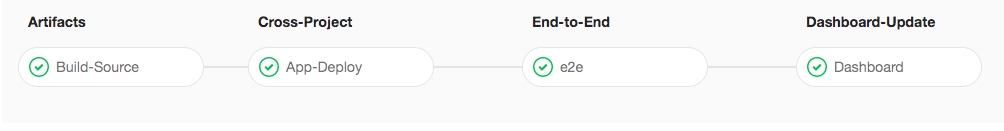 Artifacts
Cross-Project
End-to-End
Dashboard-Update
Build-Source
App-Deploy
e2e
Dashboard